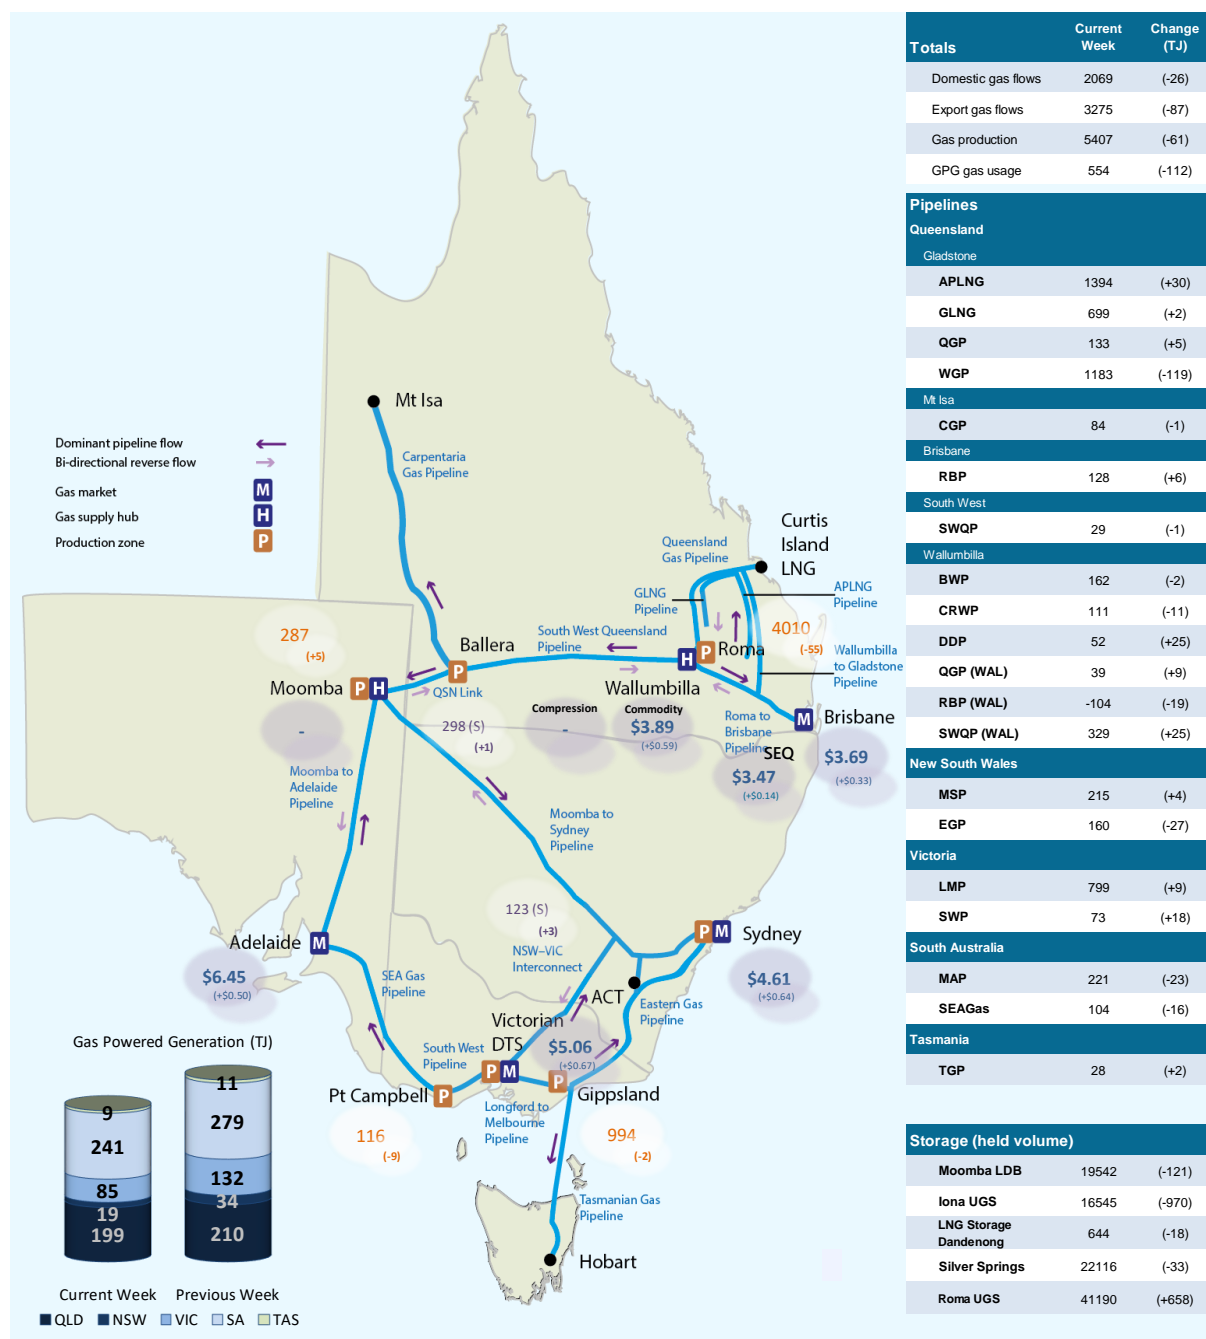 Totals
Current Week
Change (TJ)
Domestic gas flows 2069 (-26)
Export gas flows 3275 (-87)
Gas production 5407 (-61)
GPG gas usage 554 (-112)
Pipelines
Queensland
Gladstone
APLNG 1394 (+30)
GLNG 699 (+2)
QGP 133 (+5)
WGP 1183 (-119)
Mt Isa
CGP 84 (-1)
Brisbane
RBP 128 (+6)
South West
SWQP 29 (-1)
Wallumbilla
BWP 162 (-2)
CRWP 111 (-11)
DDP 52 (+25)
QGP (WAL) 39 (+9)
RBP (WAL) -104 (-19)
SWQP (WAL) 329 (+25)
New South Wales
MSP 215 (+4)
EGP 160 (-27)
Victoria
LMP 799 (+9)
SWP 73 (+18)
South Australia
MAP 221 (-23)
SEAGas 104 (-16)
Tasmania
TGP 28 (+2)
Storage (held volume)
Moomba LDB 19542 (-121)
Iona UGS 16545 (-970)
LNG Storage
Dandenong 644 (-18)
Silver Springs 22116 (-33)
Roma UGS 41190 (+658)
Dominant pipeline flow
Bi-directional reverse flow
Gas market M
Gas supply hub H
Production zone P
Mt Isa
Carpentaria
Gas Pipeline
Curtis
Island
LNG
Queensland
Gas Pipeline
GLNG
Pipeline
APLNG
Pipeline
4010
(-55)
Wallumbilla
to Gladstone
Pipeline
287
(+5)
Ballera
P
South West Queensland
Pipeline
H P Roma
Wallumbilla
Moomba P H
QSN Link
-
298 (S)
(+1)
Compression
-
Commodity
$3.89
(+$0.59)
Roma to
Brisbane
Pipeline
M Brisbane
SEQ
$3.47
(+$0.14)
$3.69
(+$0.33)
Moomba to
Adelaide
Pipeline
Moomba to
Sydney
Pipeline
123 (S)
(+3)
NSW–VIC
Interconnect
P M Sydney
$4.61
(+$0.64)
Adelaide M
$6.45
(+$0.50)
SEA Gas
Pipeline
ACT
Eastern Gas
Pipeline
Victorian
DTS
$5.06
(+$0.67)
South West
Pipeline
P M
P
Gippsland
Pt Campbell P
Longford to
Melbourne
Pipeline
116
(-9)
994
(-2)
Tasmanian Gas
Pipeline
Hobart
Gas Powered Generation (TJ)
9
241
85
19
199
11
279
132
34
210
Current Week Previous Week
QLD NSW VIC SA TAS